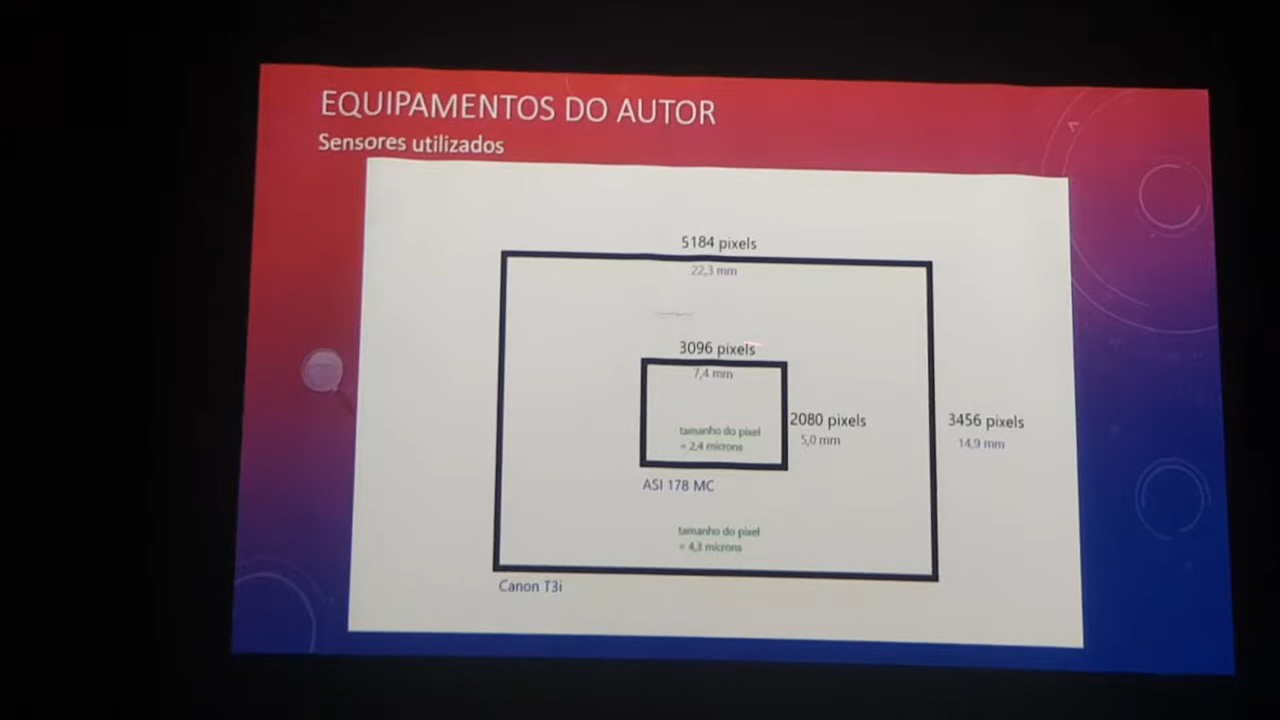 EQUIPAMENTOS DO AUTOR
Sensores utilizados
5184 pixels
22,3 mm
3096 pixels
7,4 mm
2080 pixels
5,0 mm
3456 pixels
14,9 mm
tamanho do pixel
= 2,4 microns
ASI 178 MC
tamanho do pixel
= 4,3 microns
Canon T3i